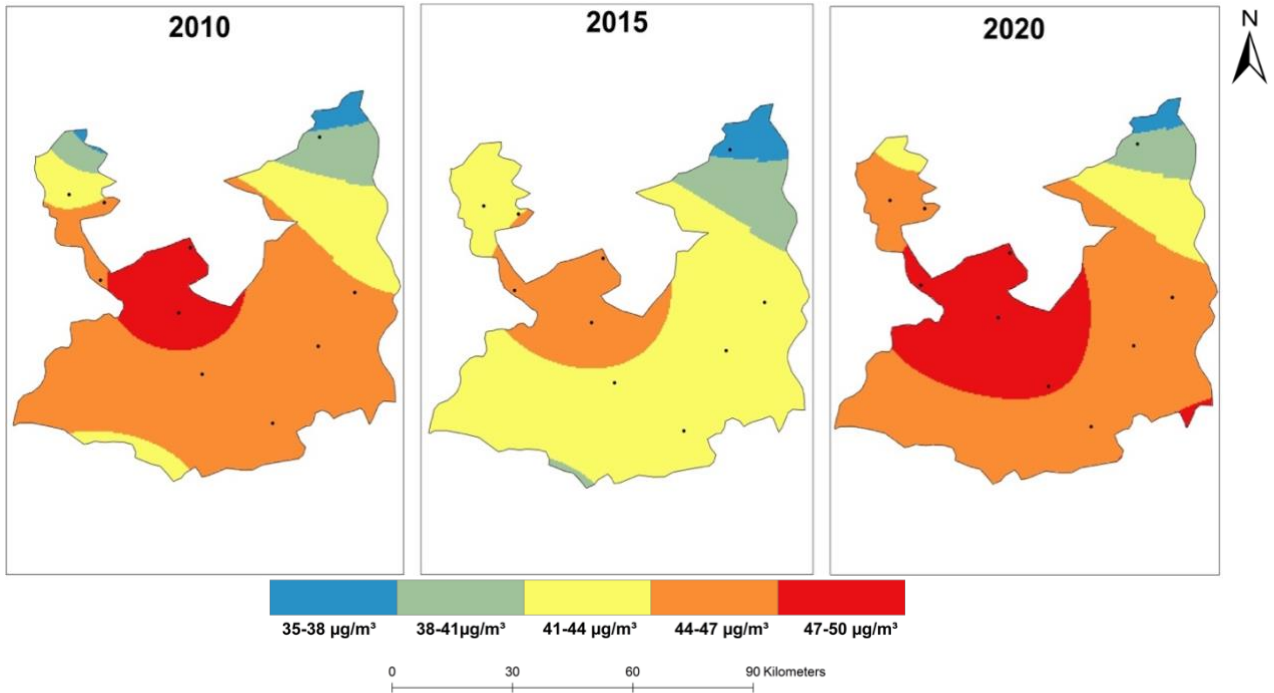 2010
2015
2020
N
35-38 µg/m³
38-41µg/m³
41-44 µg/m³
44-47 µg/m³
47-50 µg/m³
0 30 60 90 Kilometers